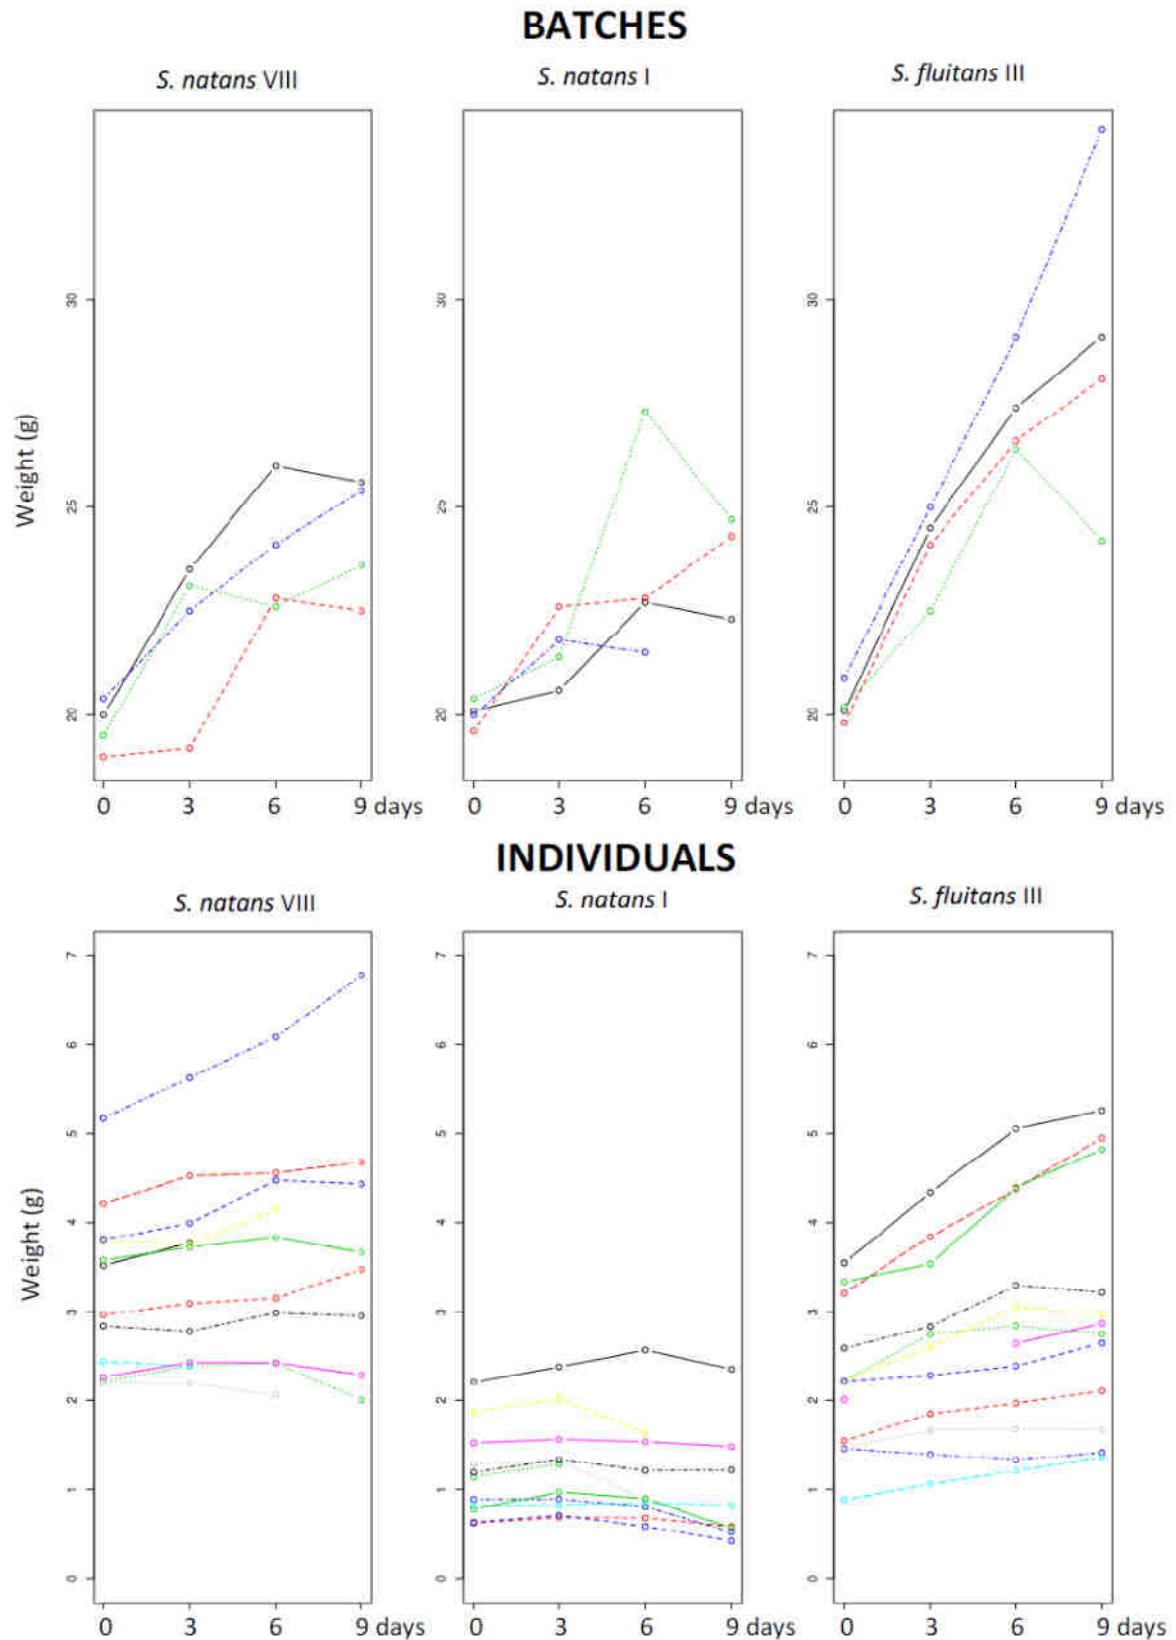 BATCHES
S. natans VIII
S. natans I
S. fluitans III
Weight (g)
30
25
20
30
25
20
30
25
20
0 3 6 9 days
0 3 6 9 days
0 3 6 9 days
INDIVIDUALS
S. natans VIII
S. natans I
S. fluitans III
Weight (g)
7
6
5
4
3
2
1
0
7
6
5
4
3
2
1
0
7
6
5
4
3
2
1
0
0 3 6 9 days
0 3 6 9 days
0 3 6 9 days